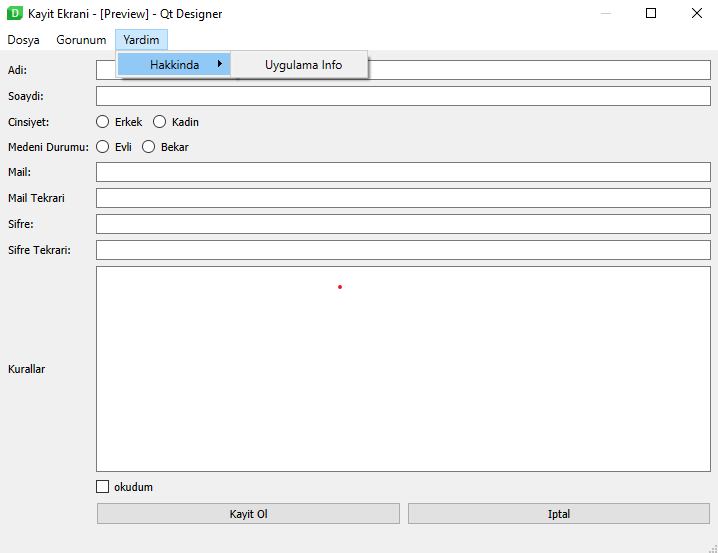 D Kayit Ekrani - [Preview] - Qt Designer
Dosya Gorunum Yardim
Hakkinda Uygulama Info
Adi:
Soaydi:
Cinsiyet: Erkek Kadin
Medeni Durumu: Evli Bekar
Mail:
Mail Tekrari
Sifre:
Sifre Tekrari:
Kurallar
okudum
Kayit Ol Iptal